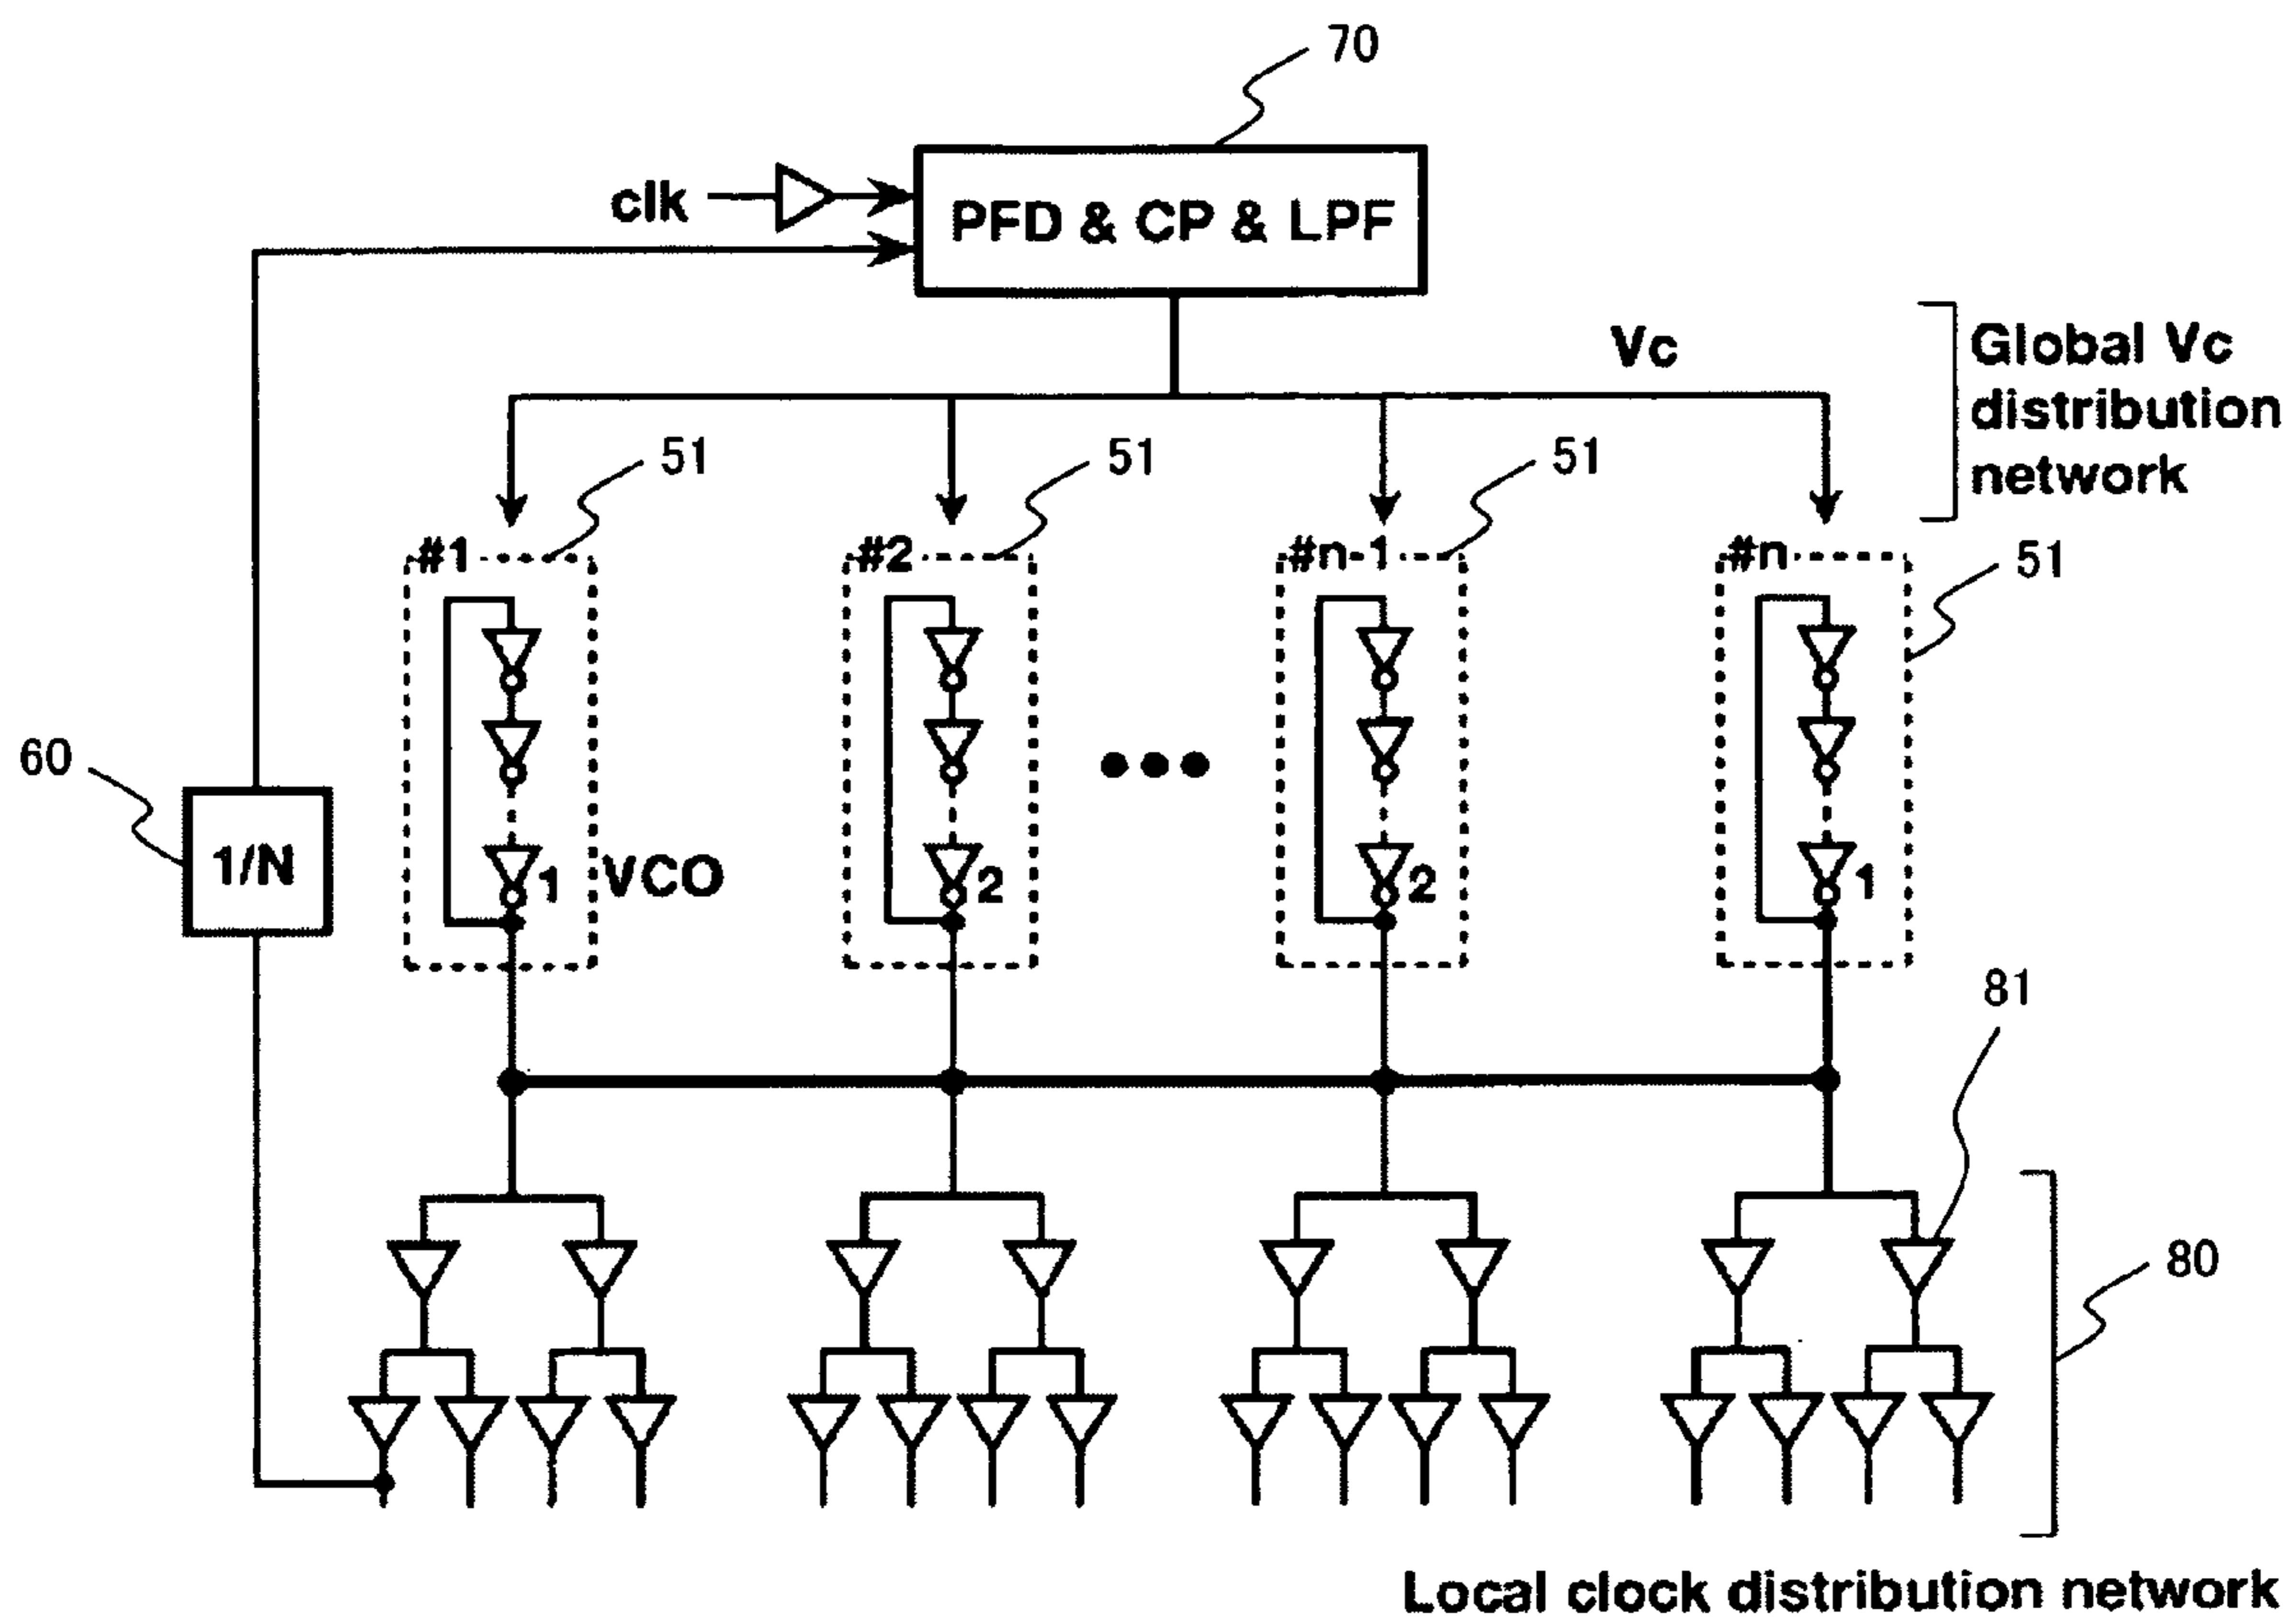 70
clk
PFD & CP & LPF
Vc
Global Vc
distribution
network
51
51
51
51
#1
#2
#n-1
#n
60
1/N
1
VCO
2
2
1
81
80
Local clock distribution network